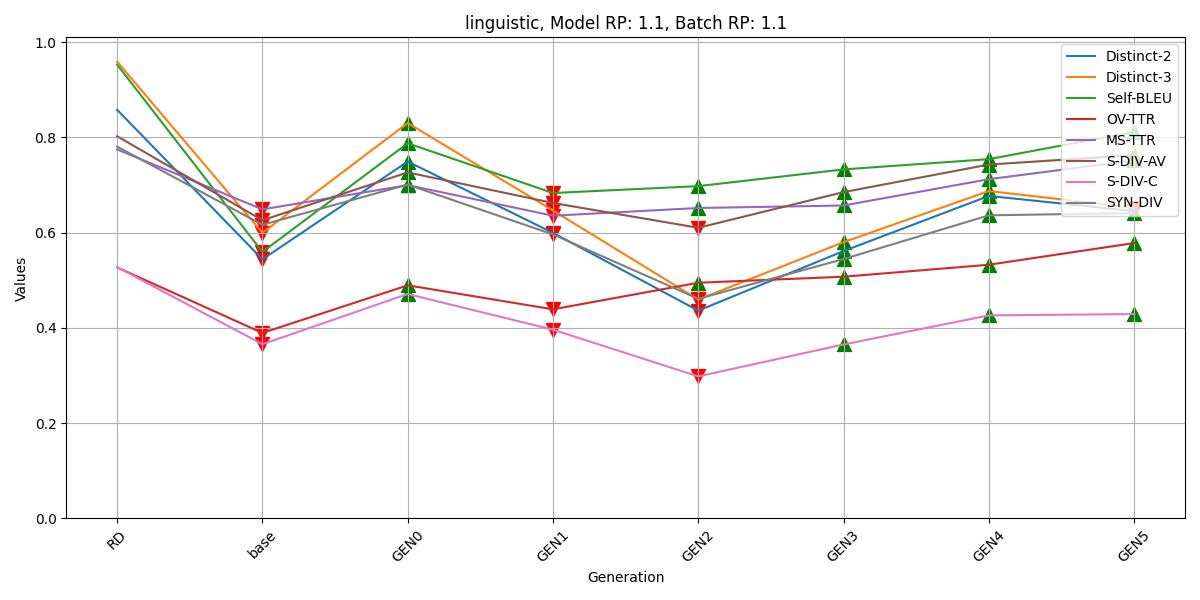 linguistic, Model RP: 1.1, Batch RP: 1.1
1.0
0.8
0.6
0.4
0.2
0.0
Values
Distinct-2
Distinct-3
Self-BLEU
OV-TTR
MS-TTR
S-DIV-AV
S-DIV-C
SYN-DIV
RD
base
GEN0
GEN1
GEN2
GEN3
GEN4
GEN5
Generation